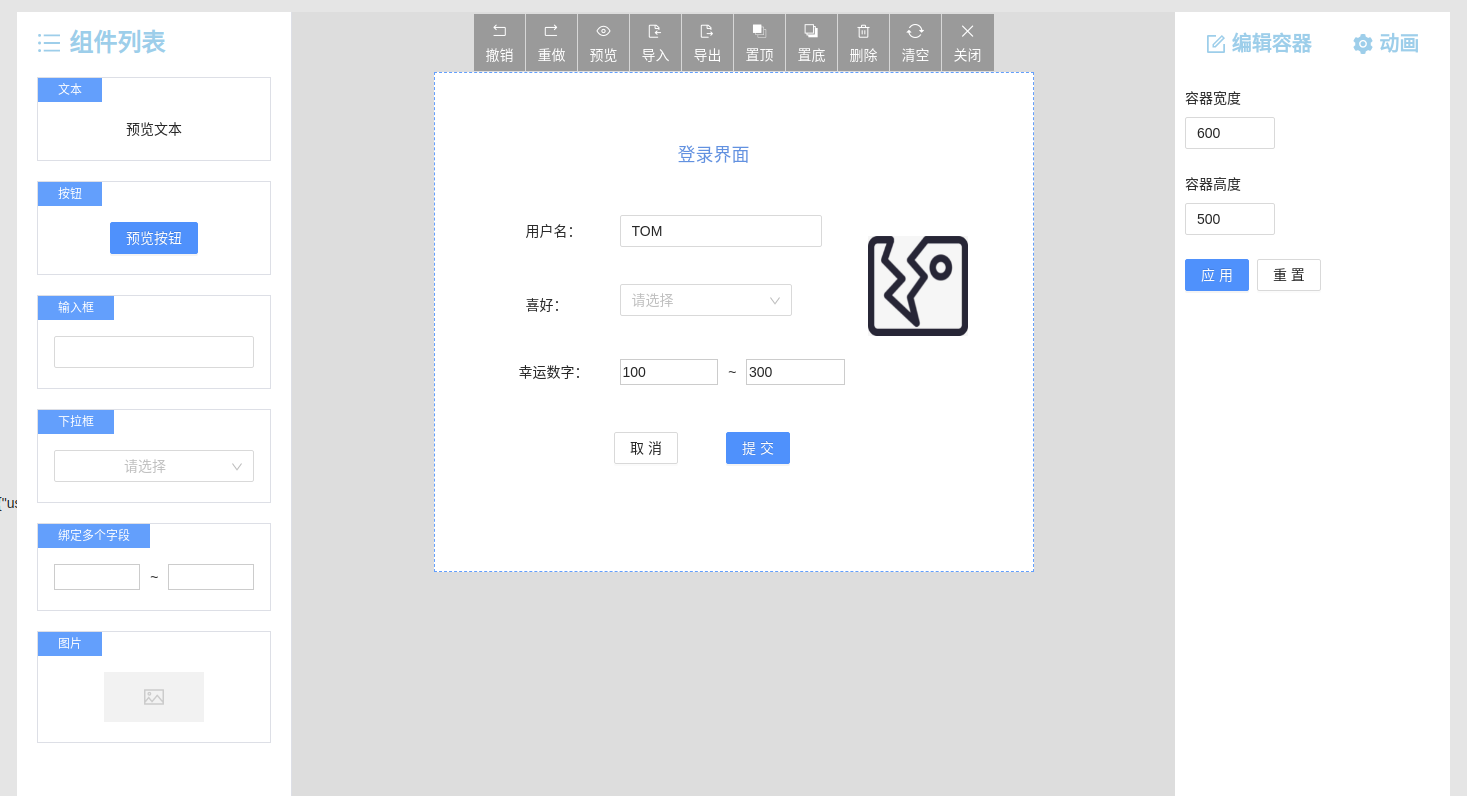 组件列表
文本
预览文本
按钮
预览按钮
输入框
下拉框
请选择
绑定多个字段
~
图片
撤销 重做 预览 导入 导出 置顶 置底 删除 清空 关闭
登录界面
用户名: TOM
喜好: 请选择
幸运数字: 100 ~ 300
取 消 提 交
编辑容器 动画
容器宽度
600
容器高度
500
应 用 重 置